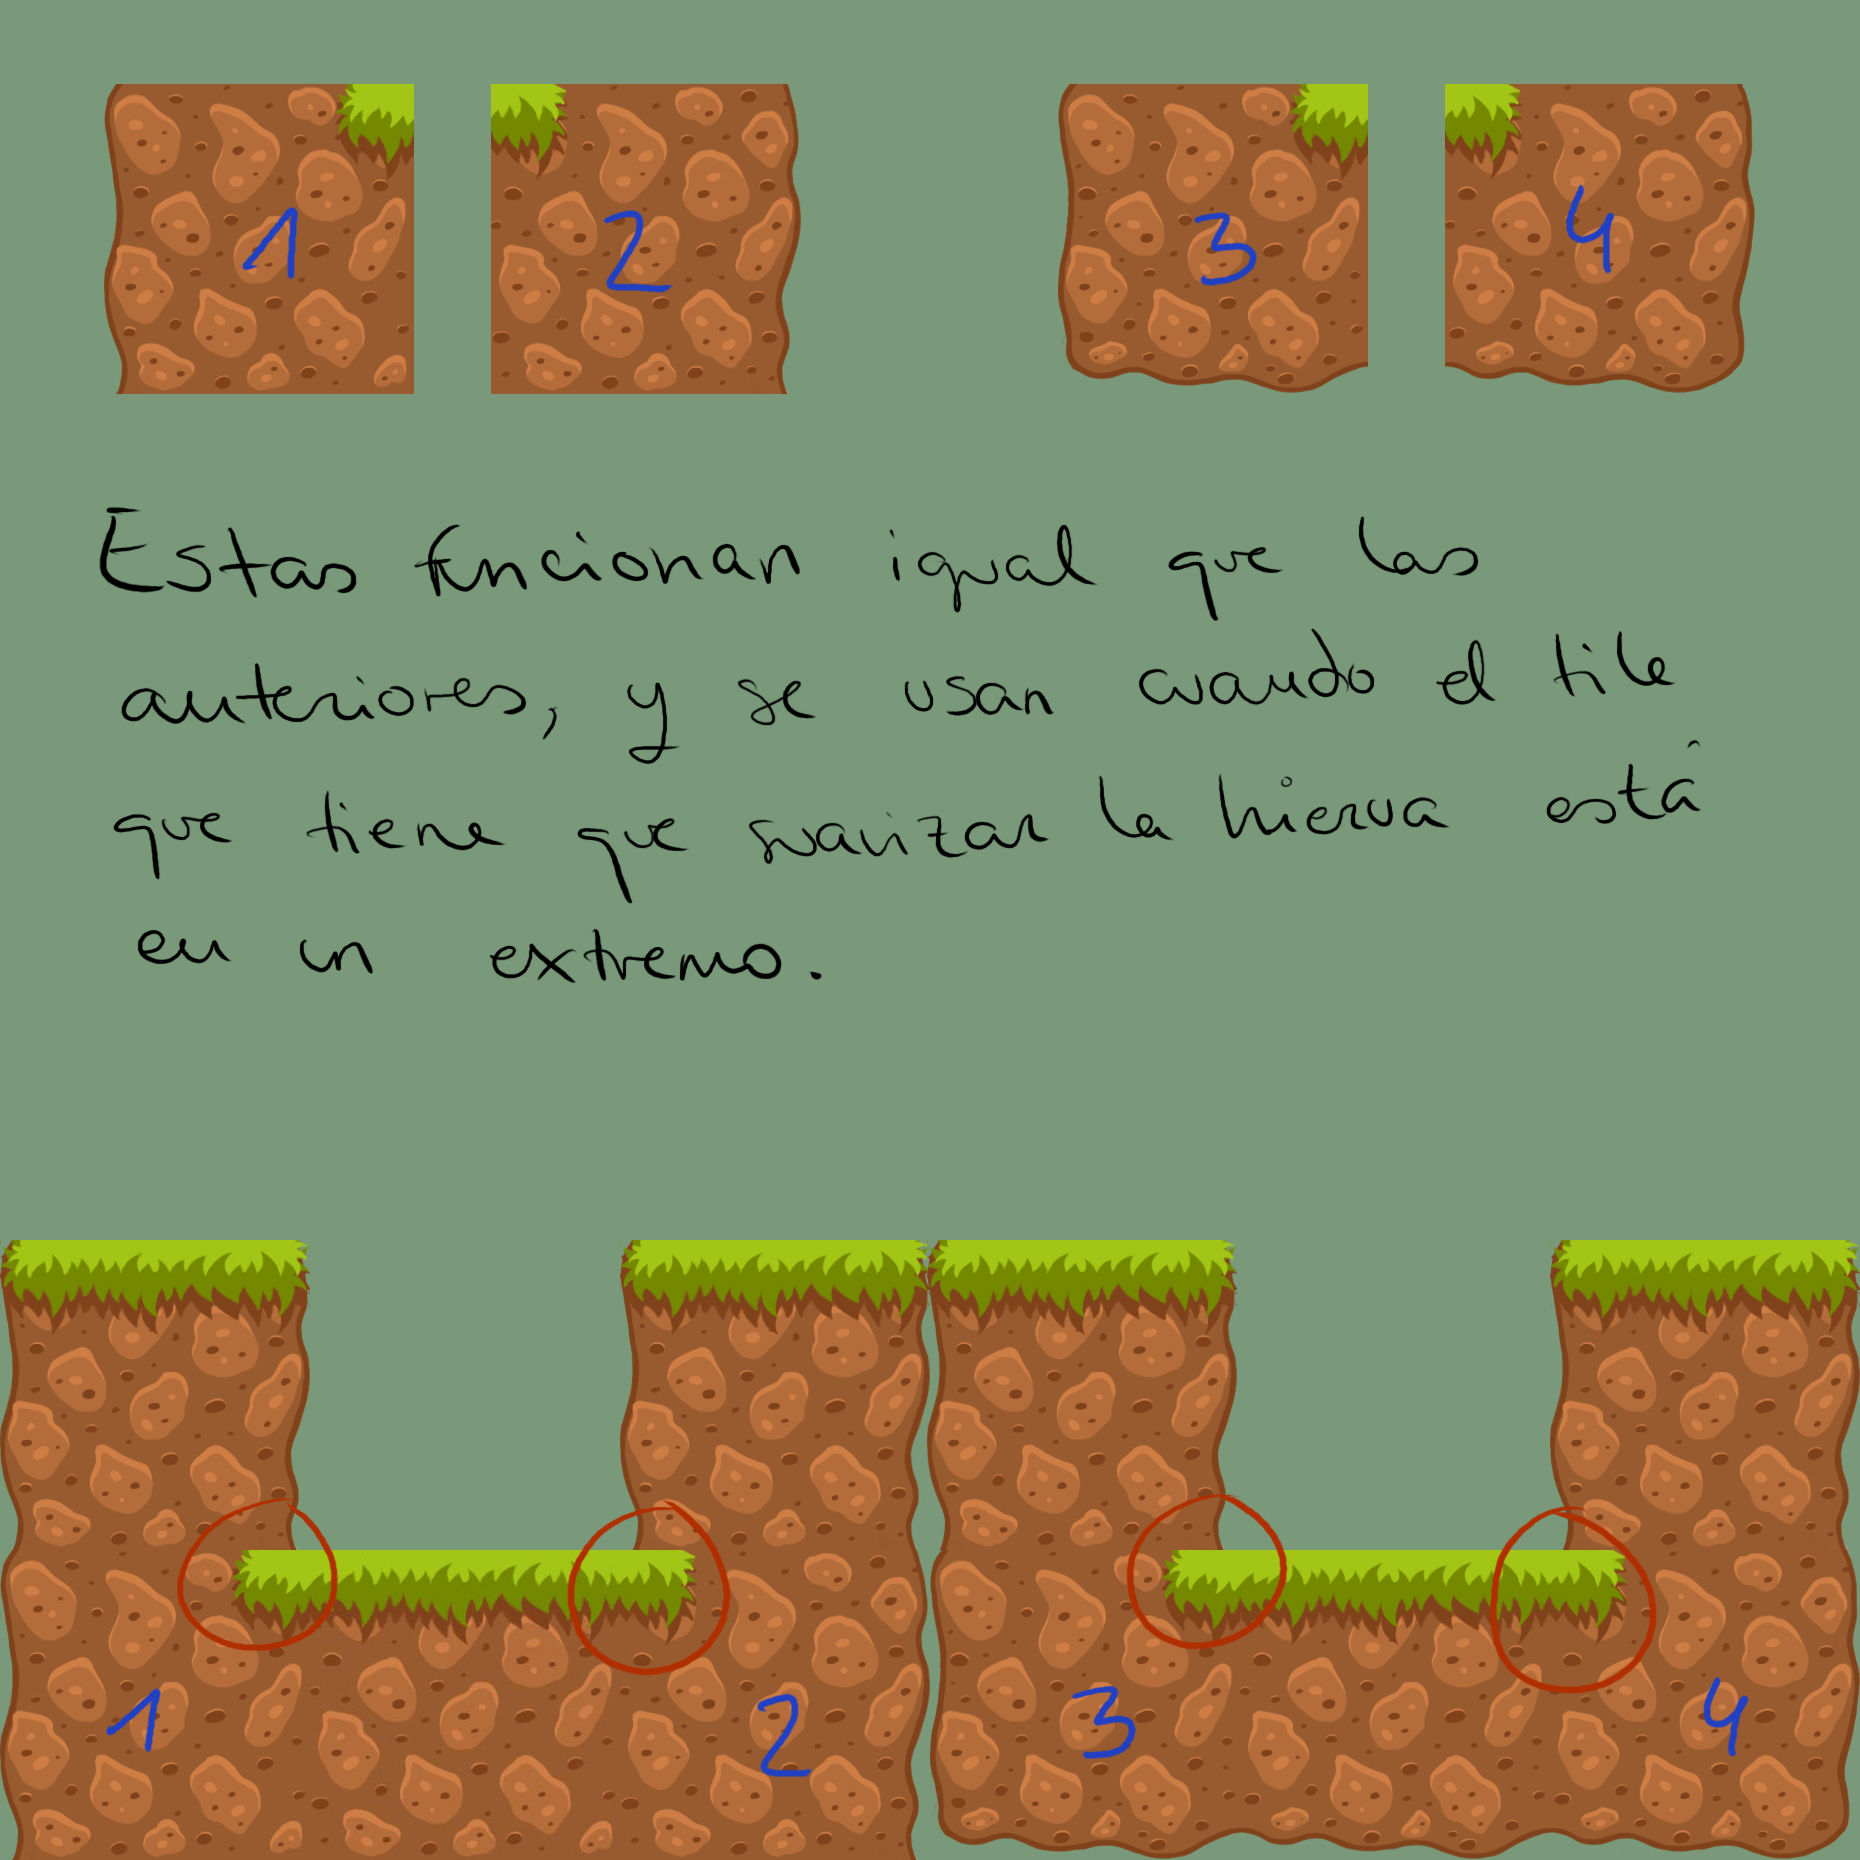 1 2 3 4
Estas funcionan igual que las
anteriores, y se usan cuando el tile
que tiene que suavizar la hierva está
en un extremo.
1 2 3 4